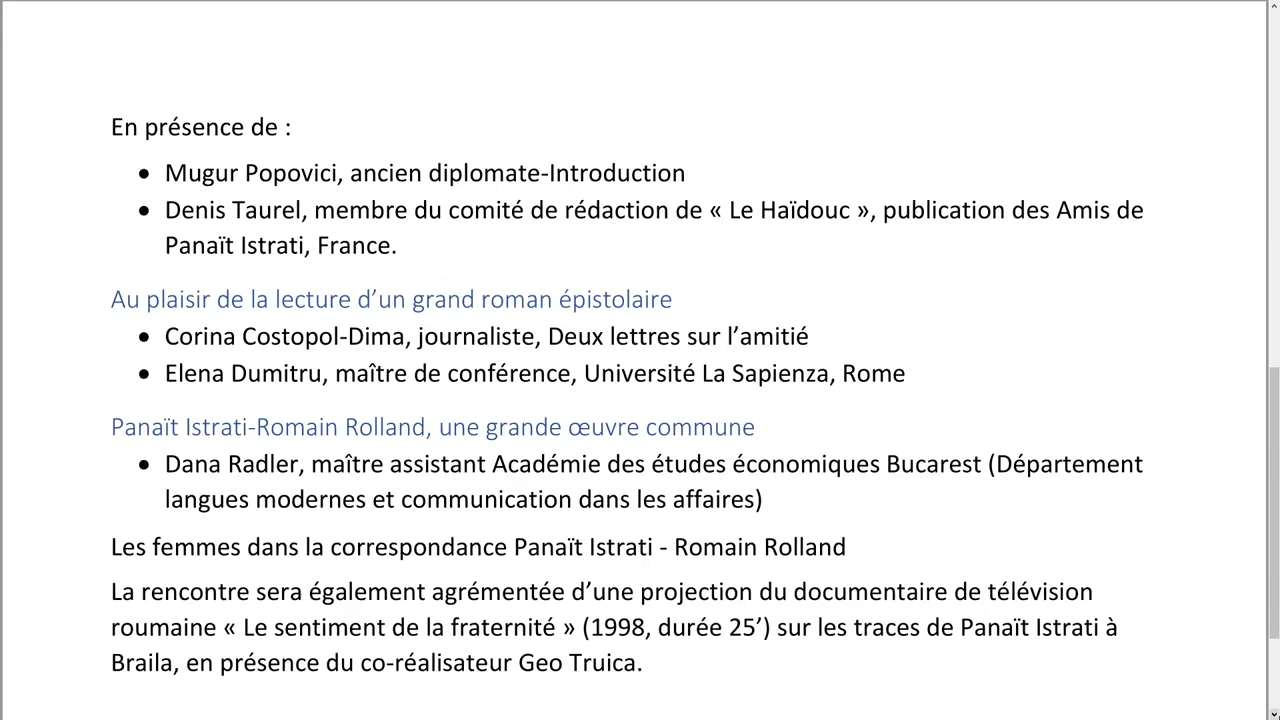 En présence de :
• Mugur Popovici, ancien diplomate-Introduction
• Denis Taurel, membre du comité de rédaction de « Le Haïdouc », publication des Amis de
Panaït Istrati, France.
Au plaisir de la lecture d’un grand roman épistolaire
• Corina Costopol-Dima, journaliste, Deux lettres sur l’amitié
• Elena Dumitru, maître de conférence, Université La Sapienza, Rome
Panaït Istrati-Romain Rolland, une grande œuvre commune
• Dana Radler, maître assistant Académie des études économiques Bucarest (Département
langues modernes et communication dans les affaires)
Les femmes dans la correspondance Panaït Istrati - Romain Rolland
La rencontre sera également agrémentée d’une projection du documentaire de télévision
roumaine « Le sentiment de la fraternité » (1998, durée 25’) sur les traces de Panaït Istrati à
Braila, en présence du co-réalisateur Geo Truica.